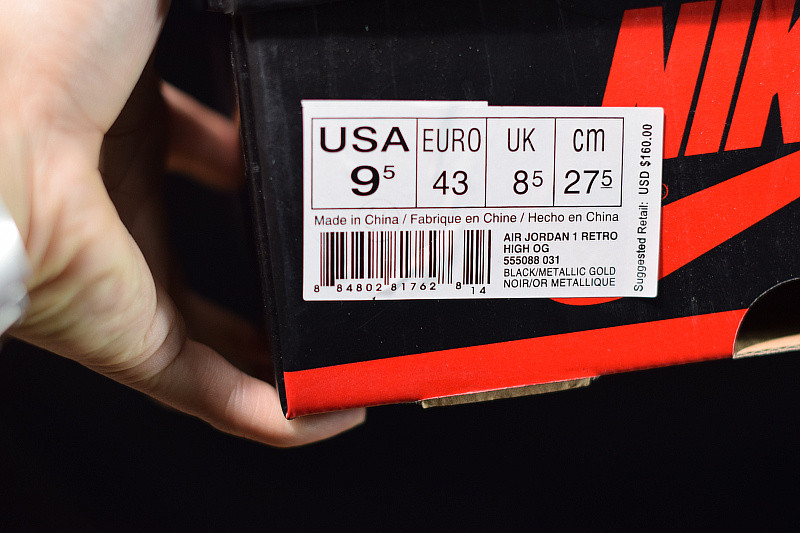 NIK
USA EURO UK cm
9⁵ 43 8⁵ 27⁵
Made in China / Fabrique en Chine / Hecho en China
AIR JORDAN 1 RETRO
HIGH OG
555088 031
BLACK/METALLIC GOLD
NOIR/OR METALLIQUE
8 84802 81762 8 14
Suggested Retail: USD $160.00
®